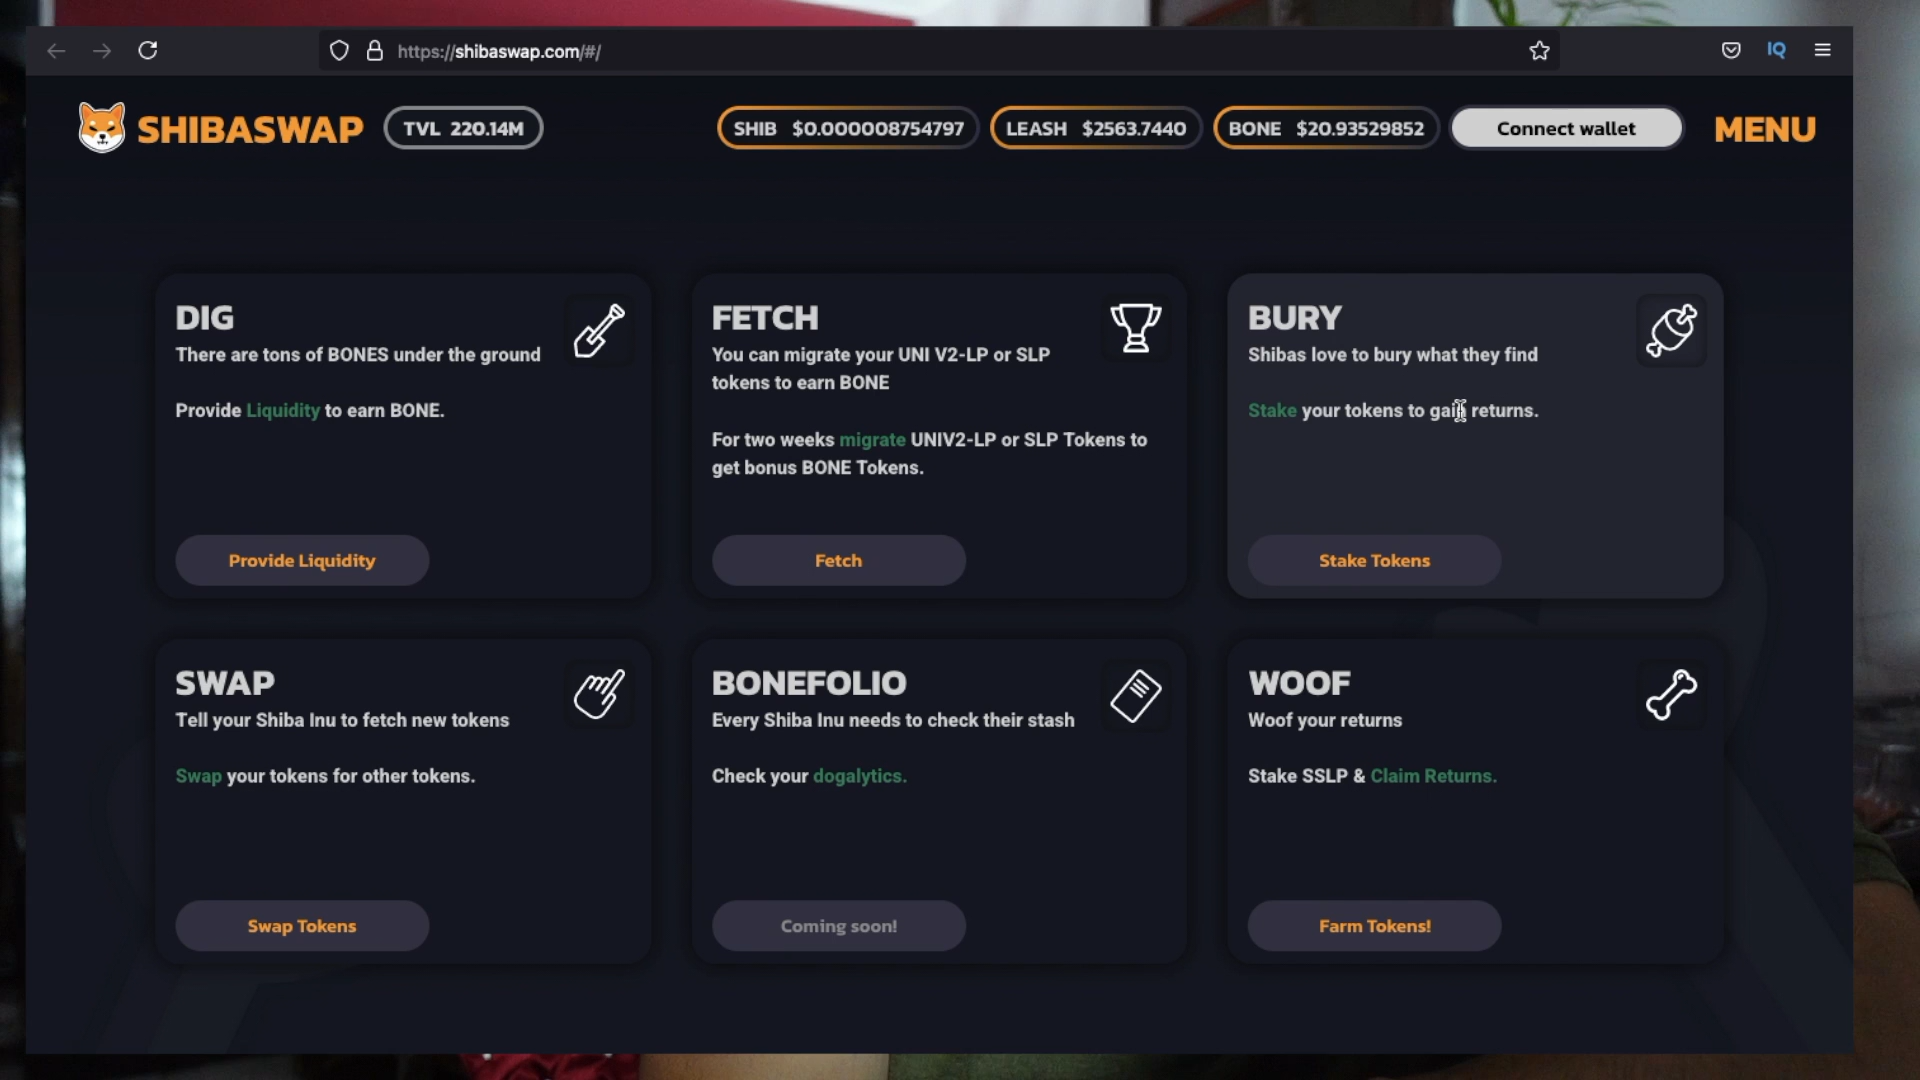 https://shibaswap.com/#/
IQ
SHIBASWAP
TVL 220.14M
SHIB $0.000008754797
LEASH $2563.7440
BONE $20.93529852
Connect wallet
MENU
DIG
There are tons of BONES under the ground
Provide Liquidity to earn BONE.
Provide Liquidity
FETCH
You can migrate your UNI V2-LP or SLP
tokens to earn BONE
For two weeks migrate UNIV2-LP or SLP Tokens to
get bonus BONE Tokens.
Fetch
BURY
Shibas love to bury what they find
Stake your tokens to gain returns.
Stake Tokens
SWAP
Tell your Shiba Inu to fetch new tokens
Swap your tokens for other tokens.
Swap Tokens
BONEFOLIO
Every Shiba Inu needs to check their stash
Check your dogalytics.
Coming soon!
WOOF
Woof your returns
Stake SSLP & Claim Returns.
Farm Tokens!